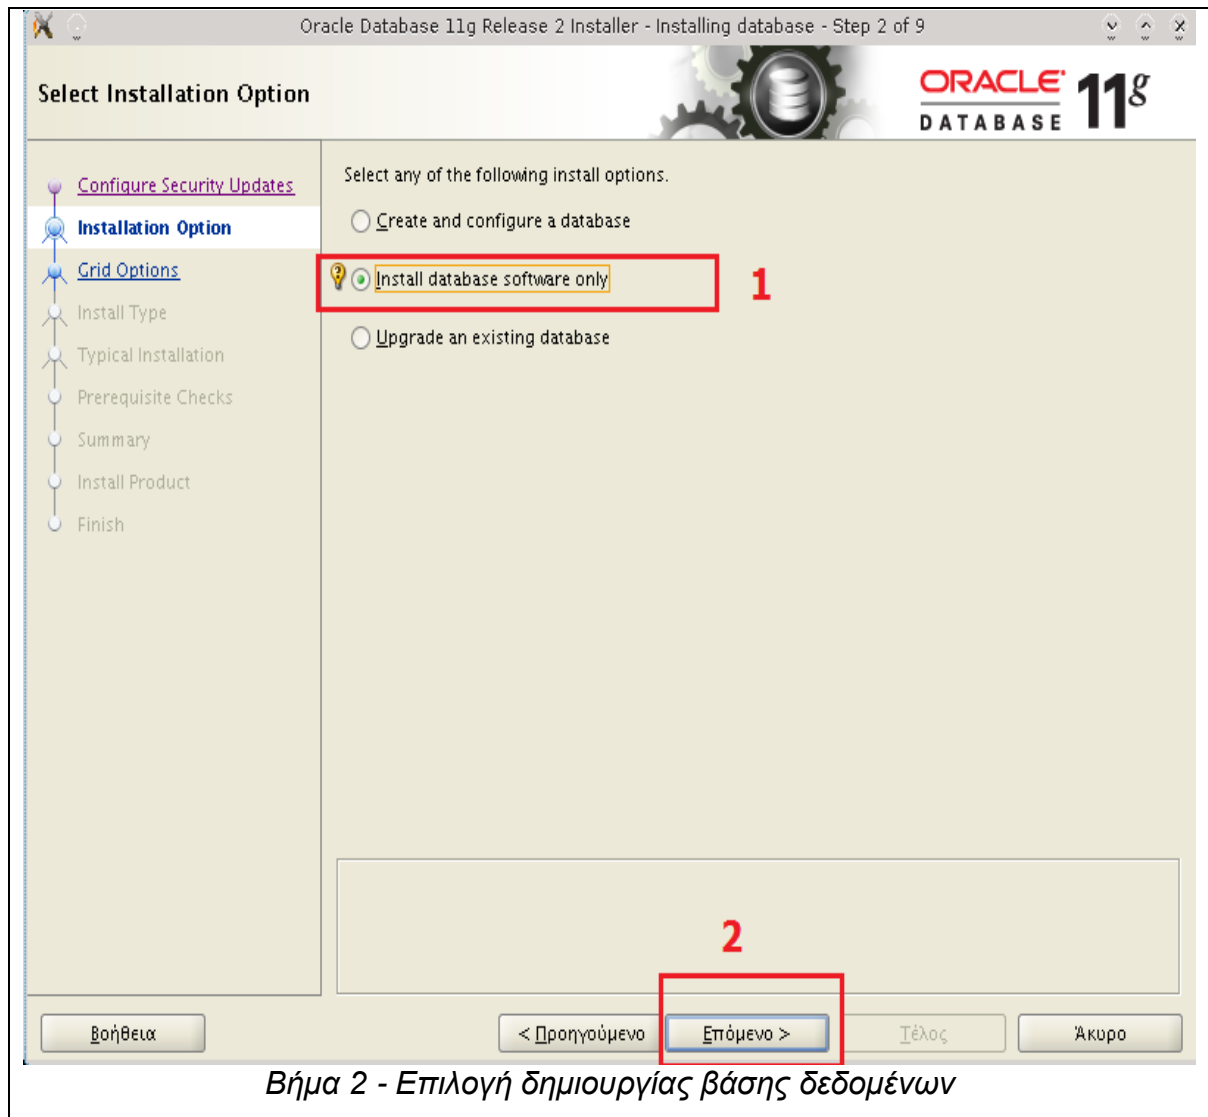 Oracle Database 11g Release 2 Installer - Installing database - Step 2 of 9
Select Installation Option
ORACLE
DATABASE
11g
Configure Security Updates
Installation Option
Grid Options
Install Type
Typical Installation
Prerequisite Checks
Summary
Install Product
Finish
Select any of the following install options.
Create and configure a database
Install database software only
1
Upgrade an existing database
2
Βοήθεια
< Προηγούμενο
Επόμενο >
Τέλος
Άκυρο
Βήμα 2 - Επιλογή δημιουργίας βάσης δεδομένων